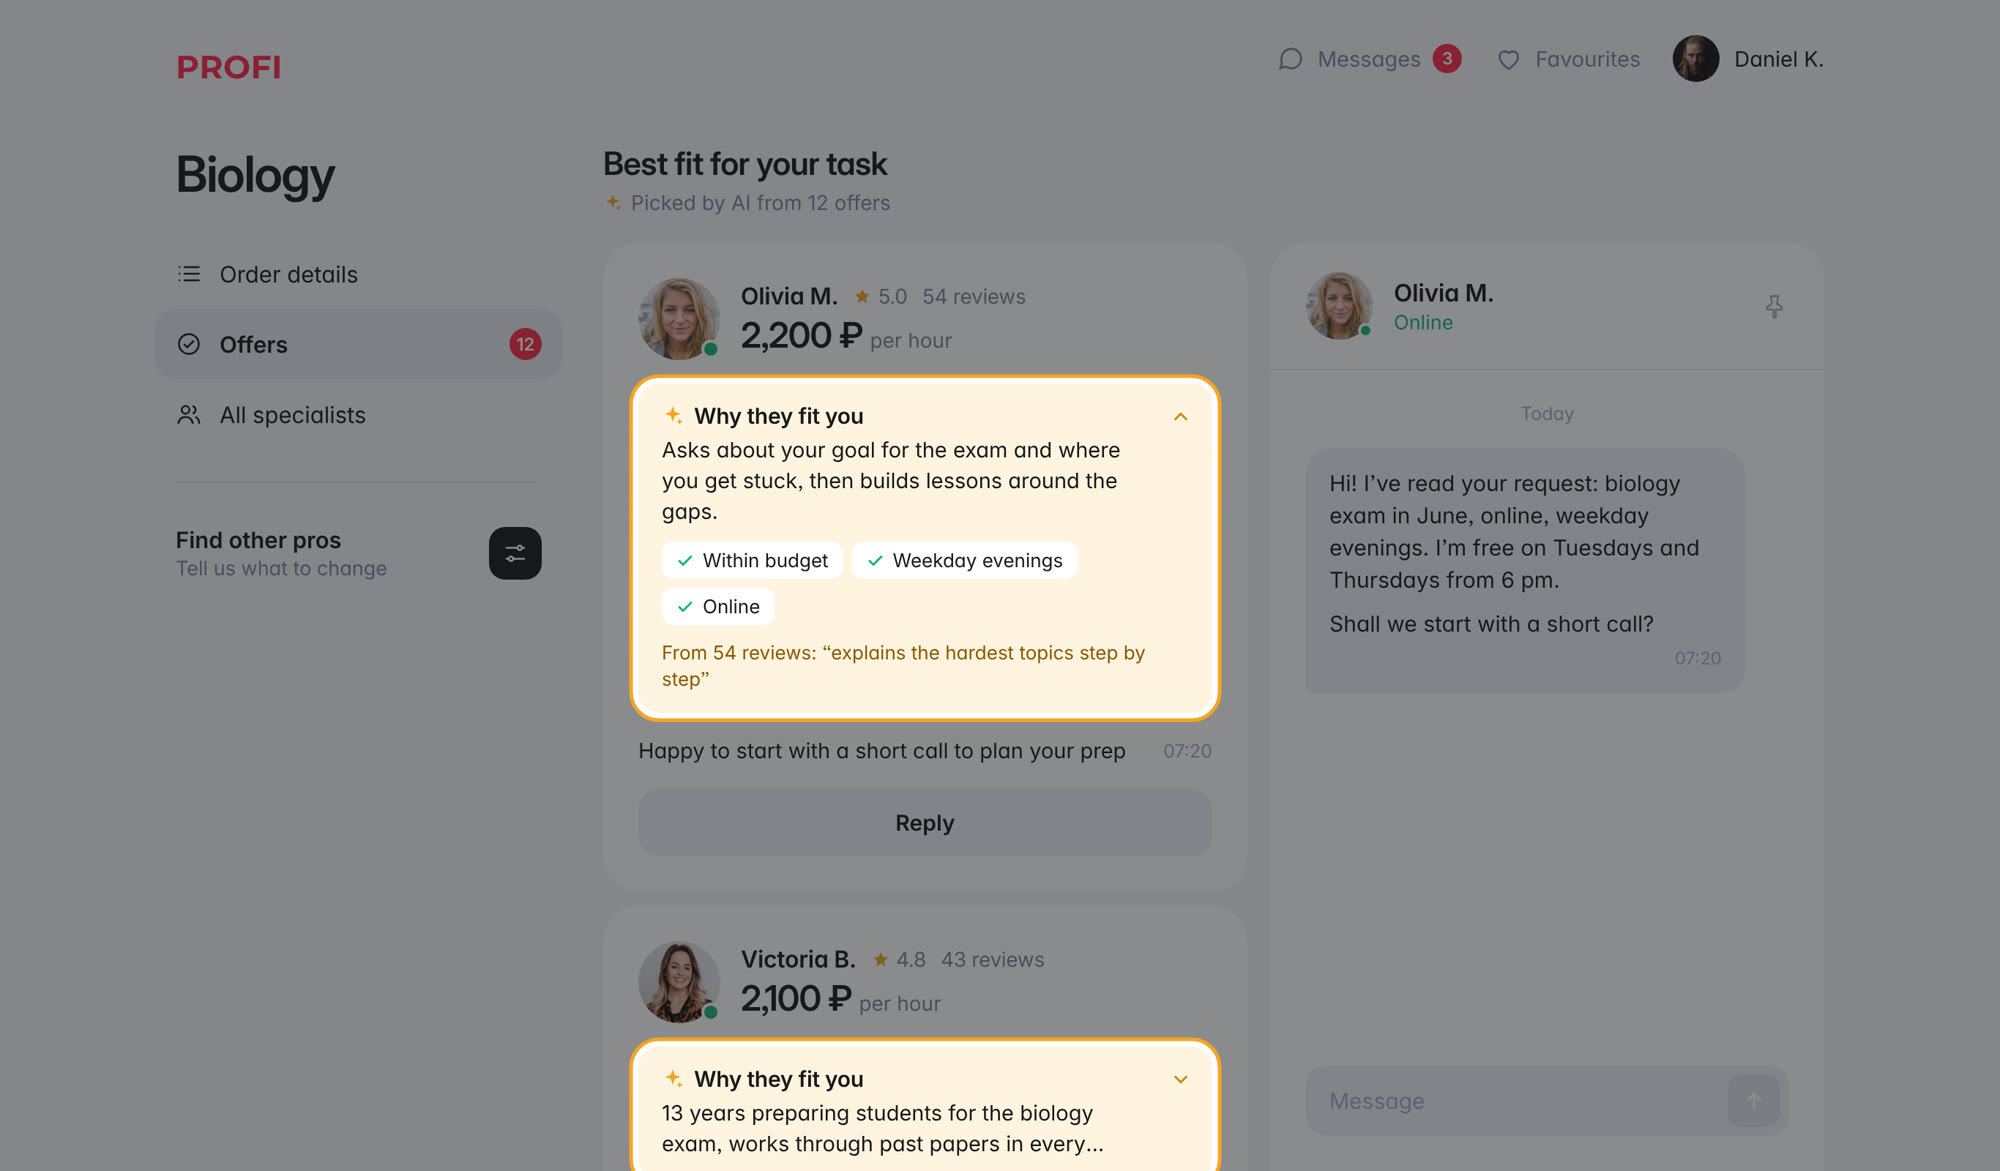 PROFI
Messages 3
Favourites
Daniel K.
Biology
Order details
Offers 12
All specialists
Find other pros
Tell us what to change
Best fit for your task
Picked by AI from 12 offers
Olivia M. 5.0 54 reviews
2,200 ₽ per hour
Why they fit you
Asks about your goal for the exam and where
you get stuck, then builds lessons around the
gaps.
Within budget
Weekday evenings
Online
From 54 reviews: “explains the hardest topics step by
step”
Happy to start with a short call to plan your prep 07:20
Reply
Victoria B. 4.8 43 reviews
2,100 ₽ per hour
Why they fit you
13 years preparing students for the biology
exam, works through past papers in every...
Olivia M.
Online
Today
Hi! I’ve read your request: biology
exam in June, online, weekday
evenings. I’m free on Tuesdays and
Thursdays from 6 pm.
Shall we start with a short call?
07:20
Message